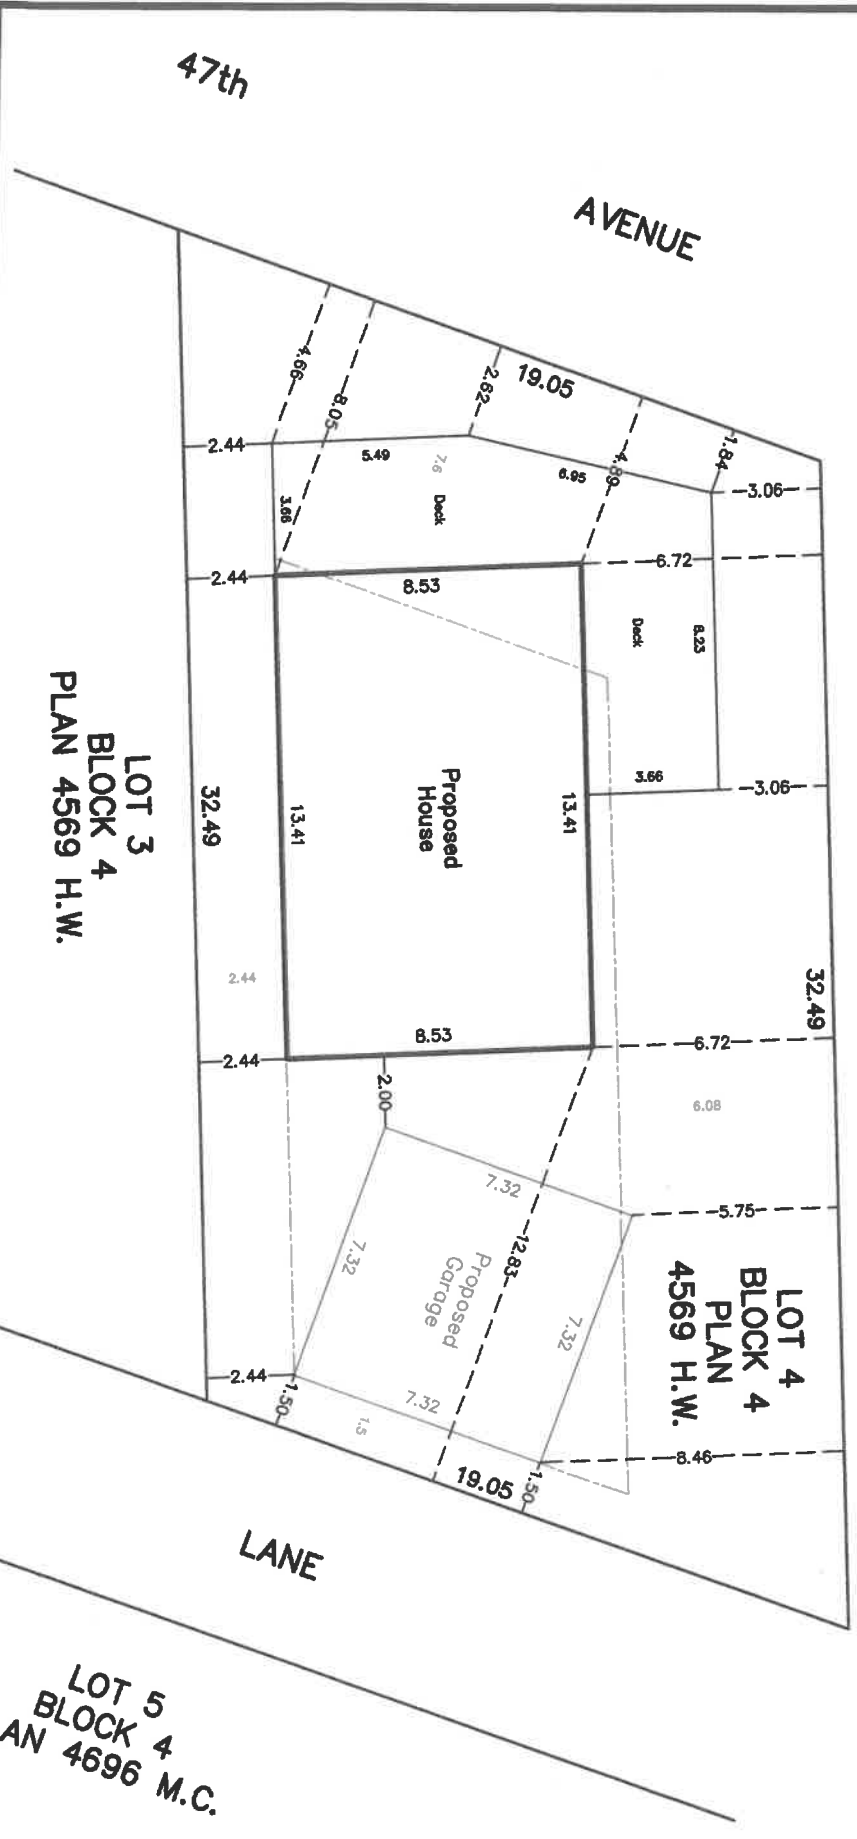 47th
AVENUE
19.05
4.66
8.05
2.62
4.89
1.84
2.44
5.49
7.6
Deck
6.95
3.06
3.66
2.44
8.53
6.72
Deck
8.23
3.66
3.06
LOT 3
BLOCK 4
PLAN 4569 H.W.
32.49
13.41
Proposed
House
13.41
2.44
32.49
2.44
8.53
6.72
2.00
6.08
7.32
5.75
7.32
12.83
Proposed
Garage
7.32
LOT 4
BLOCK 4
PLAN
4569 H.W.
2.44
1.50
7.32
1.5
8.46
19.05
1.50
LANE
LOT 5
BLOCK 4
AN 4696 M.C.